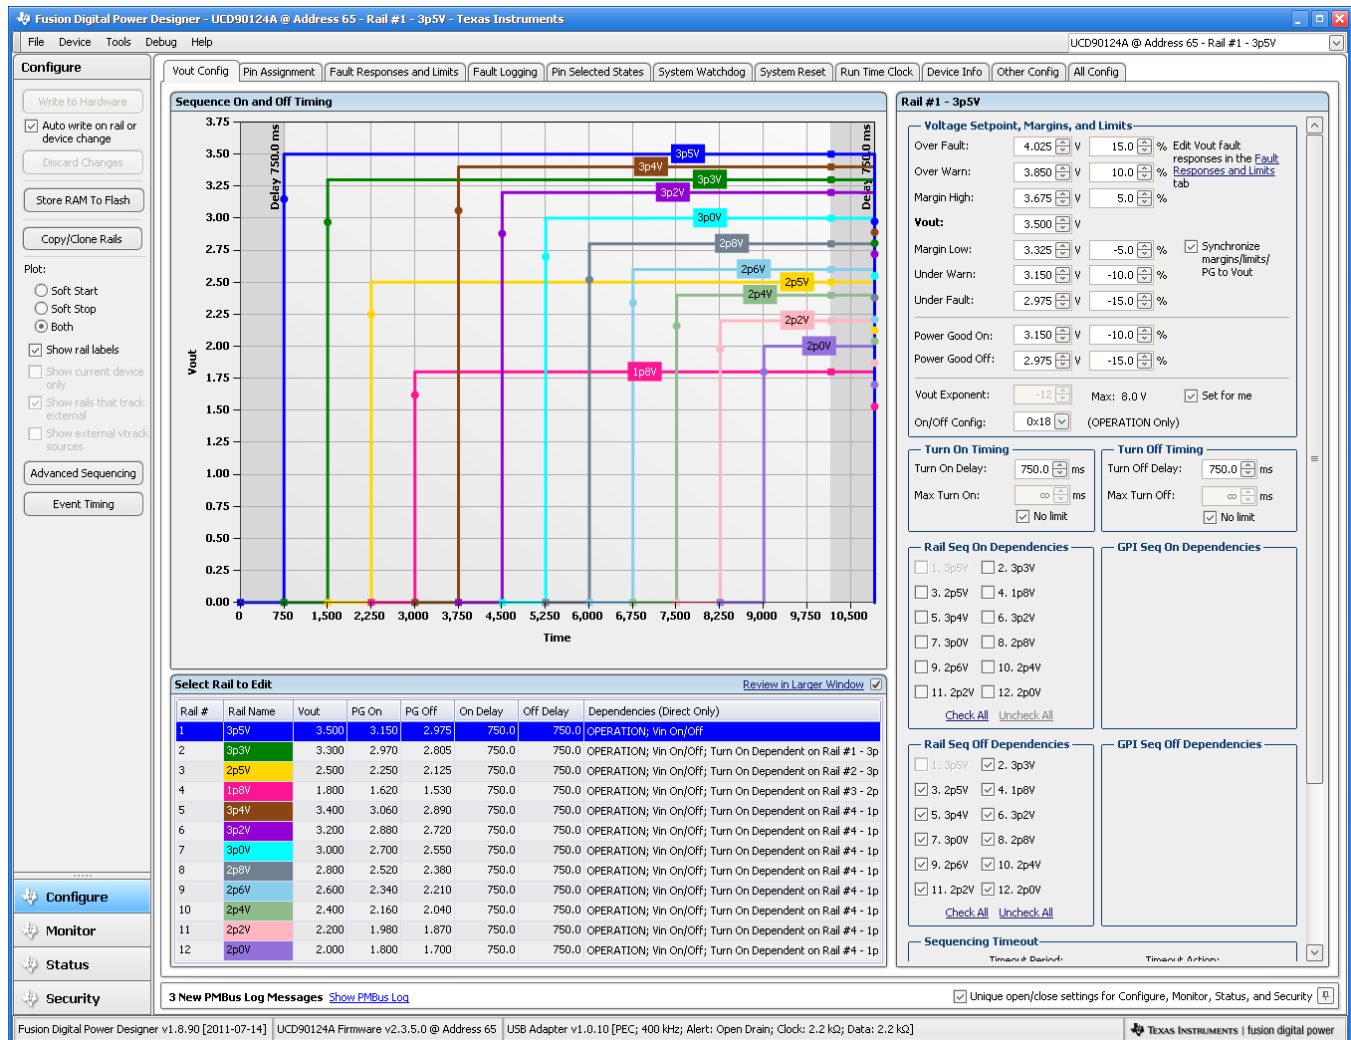 Fusion Digital Power Designer - UCD90124A @ Address 65 - Rail #1 - 3p5V - Texas Instruments
File Device Tools Debug Help
UCD90124A @ Address 65 - Rail #1 - 3p5V
Configure
Write to Hardware
Auto write on rail or
device change
Discard Changes
Store RAM To Flash
Copy/Clone Rails
Plot:
Soft Start
Soft Stop
Both
Show rail labels
Show current device
only
Show rails that track
external
Show external vtrack
sources
Advanced Sequencing
Event Timing
Configure
Monitor
Status
Security
Vout Config Pin Assignment Fault Responses and Limits Fault Logging Pin Selected States System Watchdog System Reset Run Time Clock Device Info Other Config All Config
Sequence On and Off Timing
3.75
3.50
3.25
3.00
2.75
2.50
2.25
2.00
1.75
1.50
1.25
1.00
0.75
0.50
0.25
0.00
Vout
Delay 750.0 ms
Delay 750.0 ms
3p5V
3p4V
3p3V
3p2V
3p0V
2p8V
2p6V
2p5V
2p4V
2p2V
2p0V
1p8V
0 750 1,500 2,250 3,000 3,750 4,500 5,250 6,000 6,750 7,500 8,250 9,000 9,750 10,500
Time
Select Rail to Edit
Review in Larger Window
Rail # Rail Name Vout PG On PG Off On Delay Off Delay Dependencies (Direct Only)
1 3p5V 3.500 3.150 2.975 750.0 750.0 OPERATION; Vin On/Off
2 3p3V 3.300 2.970 2.805 750.0 750.0 OPERATION; Vin On/Off; Turn On Dependent on Rail #1 - 3p
3 2p5V 2.500 2.250 2.125 750.0 750.0 OPERATION; Vin On/Off; Turn On Dependent on Rail #2 - 3p
4 1p8V 1.800 1.620 1.530 750.0 750.0 OPERATION; Vin On/Off; Turn On Dependent on Rail #3 - 2p
5 3p4V 3.400 3.060 2.890 750.0 750.0 OPERATION; Vin On/Off; Turn On Dependent on Rail #4 - 1p
6 3p2V 3.200 2.880 2.720 750.0 750.0 OPERATION; Vin On/Off; Turn On Dependent on Rail #4 - 1p
7 3p0V 3.000 2.700 2.550 750.0 750.0 OPERATION; Vin On/Off; Turn On Dependent on Rail #4 - 1p
8 2p8V 2.800 2.520 2.380 750.0 750.0 OPERATION; Vin On/Off; Turn On Dependent on Rail #4 - 1p
9 2p6V 2.600 2.340 2.210 750.0 750.0 OPERATION; Vin On/Off; Turn On Dependent on Rail #4 - 1p
10 2p4V 2.400 2.160 2.040 750.0 750.0 OPERATION; Vin On/Off; Turn On Dependent on Rail #4 - 1p
11 2p2V 2.200 1.980 1.870 750.0 750.0 OPERATION; Vin On/Off; Turn On Dependent on Rail #4 - 1p
12 2p0V 2.000 1.800 1.700 750.0 750.0 OPERATION; Vin On/Off; Turn On Dependent on Rail #4 - 1p
Rail #1 - 3p5V
Voltage Setpoint, Margins, and Limits
Over Fault: 4.025 V 15.0 % Edit Vout fault
responses in the Fault
Over Warn: 3.850 V 10.0 % Responses and Limits
tab
Margin High: 3.675 V 5.0 %
Vout: 3.500 V
Margin Low: 3.325 V -5.0 % Synchronize
margins/limits/
PG to Vout
Under Warn: 3.150 V -10.0 %
Under Fault: 2.975 V -15.0 %
Power Good On: 3.150 V -10.0 %
Power Good Off: 2.975 V -15.0 %
Vout Exponent: -12 Max: 8.0 V Set for me
On/Off Config: 0x18 (OPERATION Only)
Turn On Timing
Turn On Delay: 750.0 ms
Max Turn On: ∞ ms
No limit
Turn Off Timing
Turn Off Delay: 750.0 ms
Max Turn Off: ∞ ms
No limit
Rail Seq On Dependencies
1. 3p5V 2. 3p3V
3. 2p5V 4. 1p8V
5. 3p4V 6. 3p2V
7. 3p0V 8. 2p8V
9. 2p6V 10. 2p4V
11. 2p2V 12. 2p0V
Check All Uncheck All
GPI Seq On Dependencies
Rail Seq Off Dependencies
1. 3p5V 2. 3p3V
3. 2p5V 4. 1p8V
5. 3p4V 6. 3p2V
7. 3p0V 8. 2p8V
9. 2p6V 10. 2p4V
11. 2p2V 12. 2p0V
Check All Uncheck All
GPI Seq Off Dependencies
Sequencing Timeout
Timeout Period: Timeout Action:
3 New PMBus Log Messages Show PMBus Log
Unique open/close settings for Configure, Monitor, Status, and Security
Fusion Digital Power Designer v1.8.90 [2011-07-14] UCD90124A Firmware v2.3.5.0 @ Address 65 USB Adapter v1.0.10 [PEC; 400 kHz; Alert: Open Drain; Clock: 2.2 kΩ; Data: 2.2 kΩ]
TEXAS INSTRUMENTS | fusion digital power